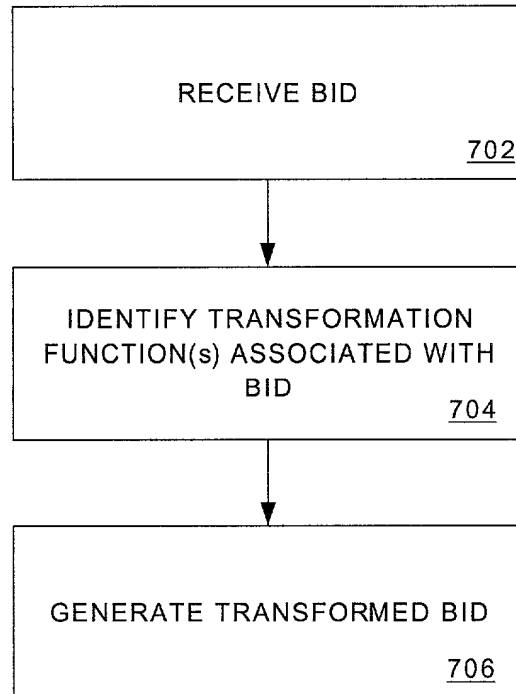 RECEIVE BID
702
IDENTIFY TRANSFORMATION
FUNCTION(s) ASSOCIATED WITH
BID
704
GENERATE TRANSFORMED BID
706